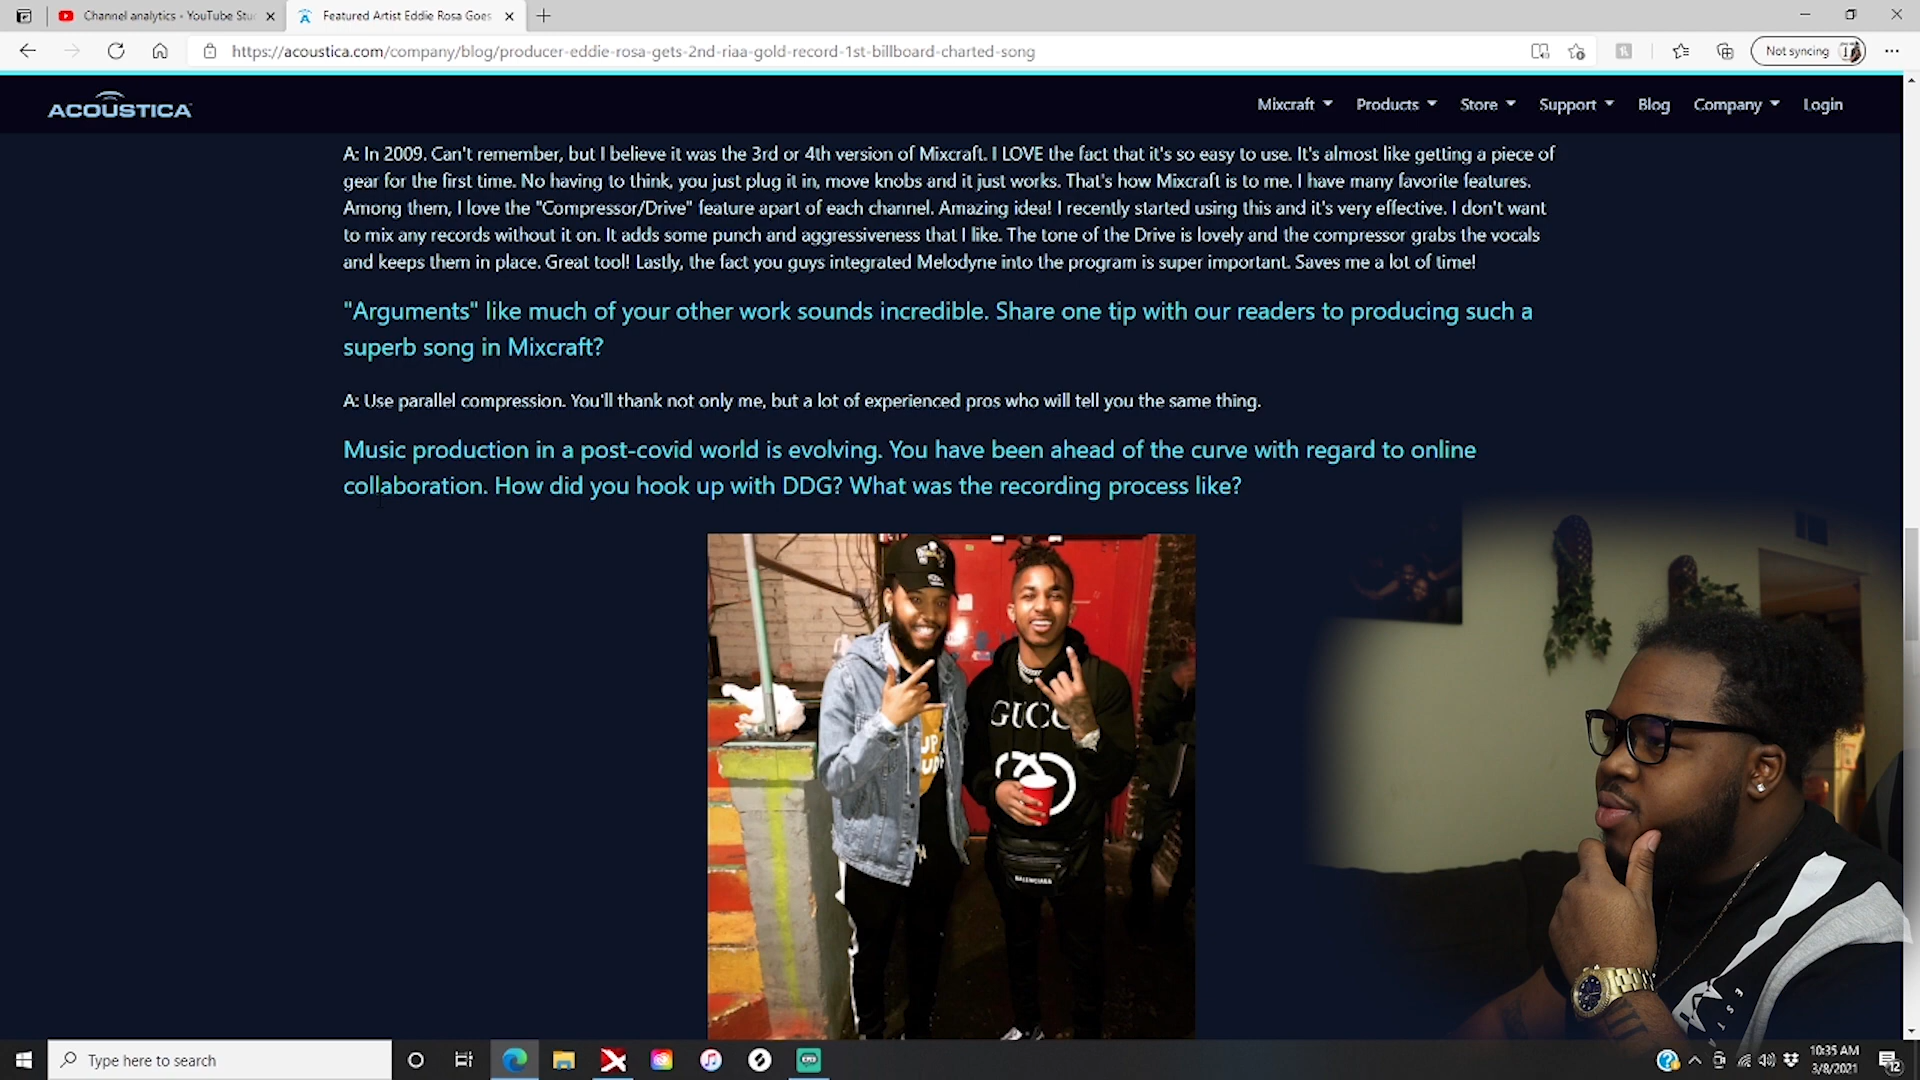 Channel analytics - YouTube Stu
Featured Artist Eddie Rosa Goes
https://acoustica.com/company/blog/producer-eddie-rosa-gets-2nd-riaa-gold-record-1st-billboard-charted-song
Not syncing
ACOUSTICA
Mixcraft Products Store Support Blog Company Login
A: In 2009. Can't remember, but I believe it was the 3rd or 4th version of Mixcraft. I LOVE the fact that it's so easy to use. It's almost like getting a piece of
gear for the first time. No having to think, you just plug it in, move knobs and it just works. That's how Mixcraft is to me. I have many favorite features.
Among them, I love the "Compressor/Drive" feature apart of each channel. Amazing idea! I recently started using this and it's very effective. I don't want
to mix any records without it on. It adds some punch and aggressiveness that I like. The tone of the Drive is lovely and the compressor grabs the vocals
and keeps them in place. Great tool! Lastly, the fact you guys integrated Melodyne into the program is super important. Saves me a lot of time!
"Arguments" like much of your other work sounds incredible. Share one tip with our readers to producing such a
superb song in Mixcraft?
A: Use parallel compression. You'll thank not only me, but a lot of experienced pros who will tell you the same thing.
Music production in a post-covid world is evolving. You have been ahead of the curve with regard to online
collaboration. How did you hook up with DDG? What was the recording process like?
GUCC
BALENCIAGA
Type here to search
10:35 AM
3/8/2021
12